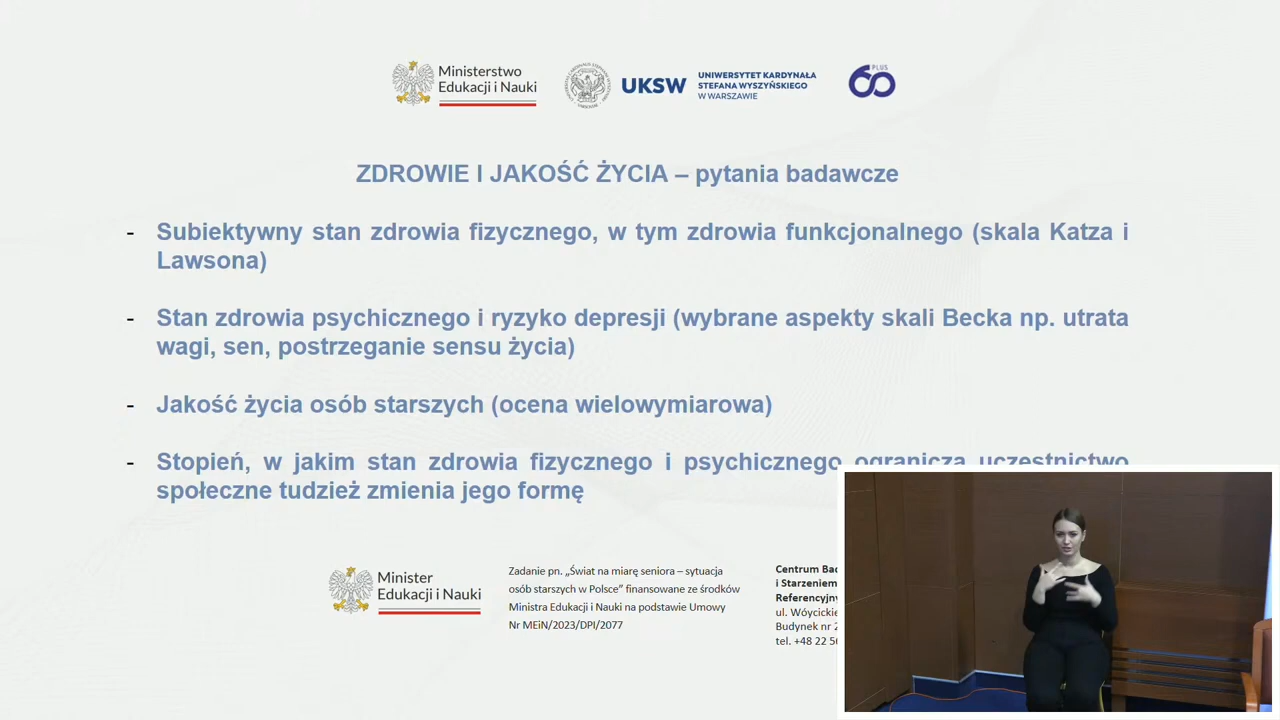 Ministerstwo
Edukacji i Nauki
UKSW
UNIWERSYTET KARDYNAŁA
STEFANA WYSZYŃSKIEGO
W WARSZAWIE
60 PLUS
ZDROWIE I JAKOŚĆ ŻYCIA – pytania badawcze
- Subiektywny stan zdrowia fizycznego, w tym zdrowia funkcjonalnego (skala Katza i
Lawsona)
- Stan zdrowia psychicznego i ryzyko depresji (wybrane aspekty skali Becka np. utrata
wagi, sen, postrzeganie sensu życia)
- Jakość życia osób starszych (ocena wielowymiarowa)
- Stopień, w jakim stan zdrowia fizycznego i psychicznego ogranicza uczestnictwo
społeczne tudzież zmienia jego formę
Minister
Edukacji i Nauki
Zadanie pn. „Świat na miarę seniora – sytuacja
osób starszych w Polsce” finansowane ze środków
Ministra Edukacji i Nauki na podstawie Umowy
Nr MEiN/2023/DPI/2077
Centrum
i
ul.
Budynek nr
tel. +48 22